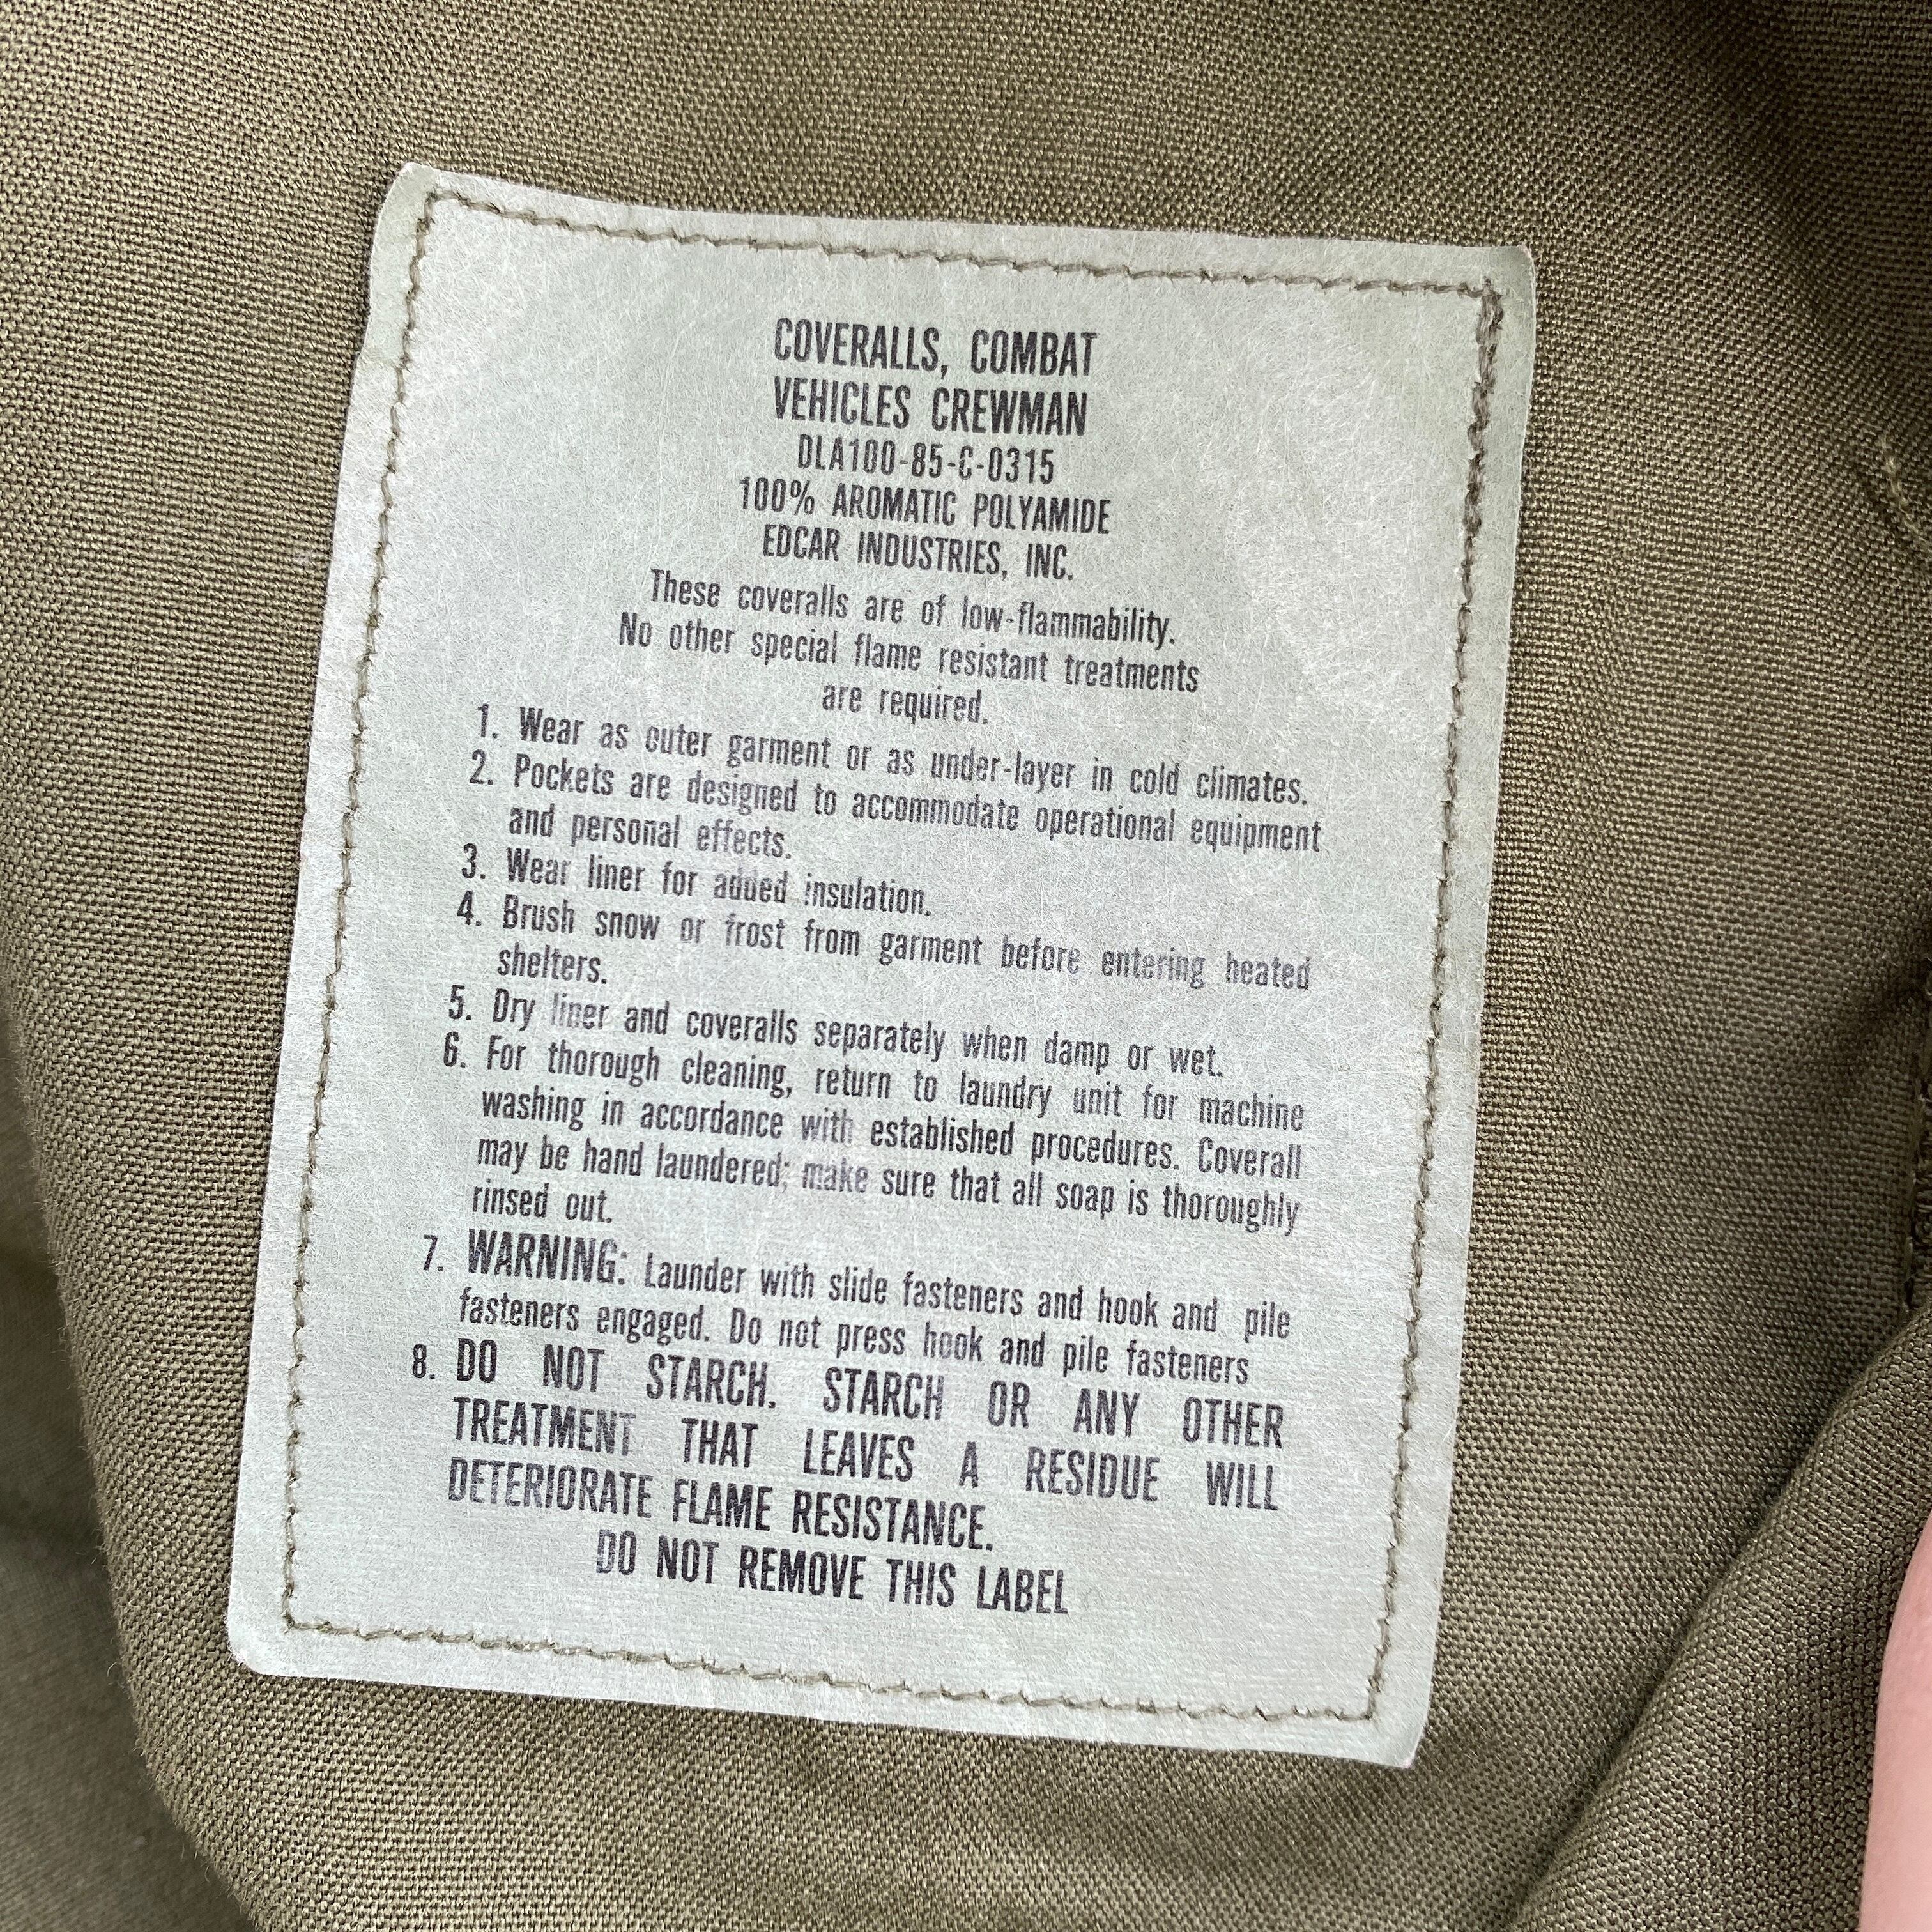 COVERALLS, COMBAT
VEHICLES CREWMAN
DLA100-85-C-0315
100% AROMATIC POLYAMIDE
EDCAR INDUSTRIES, INC.
These coveralls are of low-flammability.
No other special flame resistant treatments
are required.
1. Wear as outer garment or as under-layer in cold climates.
2. Pockets are designed to accommodate operational equipment
and personal effects.
3. Wear liner for added insulation.
4. Brush snow or frost from garment before entering heated
shelters.
5. Dry liner and coveralls separately when damp or wet.
6. For thorough cleaning, return to laundry unit for machine
washing in accordance with established procedures. Coverall
may be hand laundered; make sure that all soap is thoroughly
rinsed out.
7. WARNING: Launder with slide fasteners and hook and pile
fasteners engaged. Do not press hook and pile fasteners
8. DO NOT STARCH. STARCH OR ANY OTHER
TREATMENT THAT LEAVES A RESIDUE WILL
DETERIORATE FLAME RESISTANCE.
DO NOT REMOVE THIS LABEL